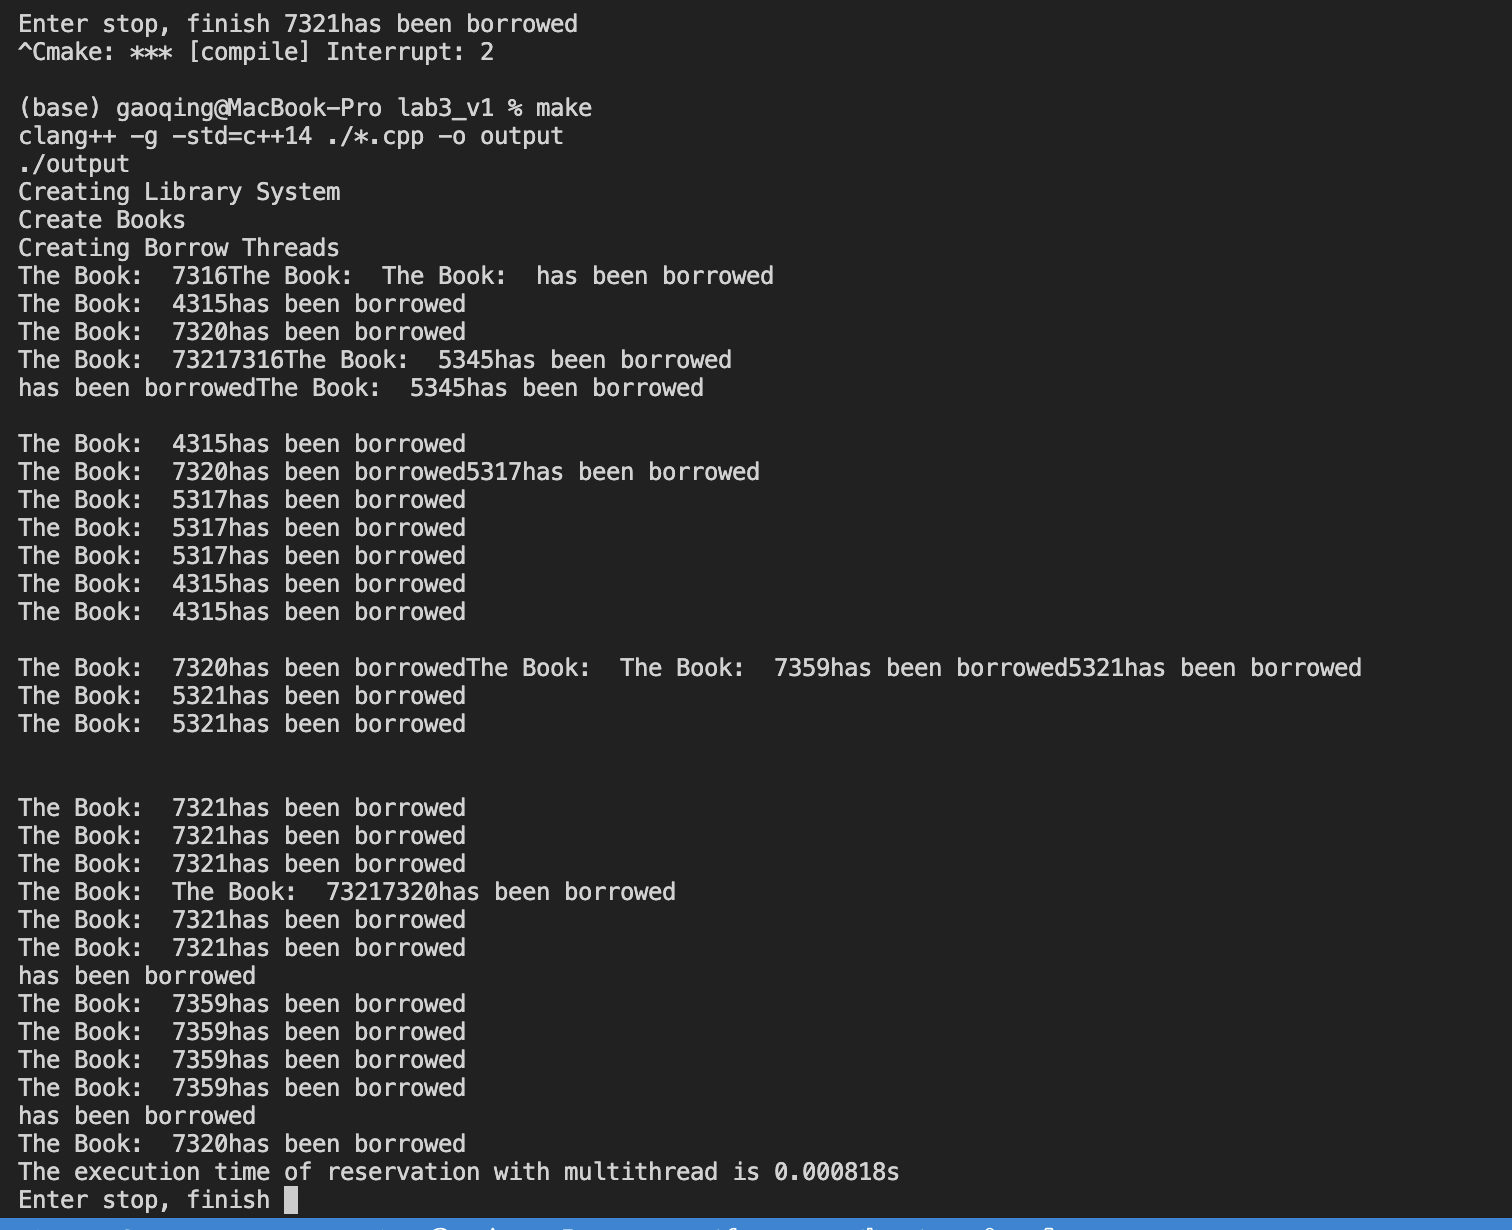 Enter stop, finish 7321has been borrowed
^Cmake: *** [compile] Interrupt: 2
(base) gaoqing@MacBook-Pro lab3_v1 % make
clang++ -g -std=c++14 ./*.cpp -o output
./output
Creating Library System
Create Books
Creating Borrow Threads
The Book:  7316The Book:  The Book:  has been borrowed
The Book:  4315has been borrowed
The Book:  7320has been borrowed
The Book:  73217316The Book:  5345has been borrowed
has been borrowedThe Book:  5345has been borrowed
The Book:  4315has been borrowed
The Book:  7320has been borrowed5317has been borrowed
The Book:  5317has been borrowed
The Book:  5317has been borrowed
The Book:  5317has been borrowed
The Book:  4315has been borrowed
The Book:  4315has been borrowed
The Book:  7320has been borrowedThe Book:  The Book:  7359has been borrowed5321has been borrowed
The Book:  5321has been borrowed
The Book:  5321has been borrowed
The Book:  7321has been borrowed
The Book:  7321has been borrowed
The Book:  7321has been borrowed
The Book:  The Book:  73217320has been borrowed
The Book:  7321has been borrowed
The Book:  7321has been borrowed
has been borrowed
The Book:  7359has been borrowed
The Book:  7359has been borrowed
The Book:  7359has been borrowed
The Book:  7359has been borrowed
has been borrowed
The Book:  7320has been borrowed
The execution time of reservation with multithread is 0.000818s
Enter stop, finish